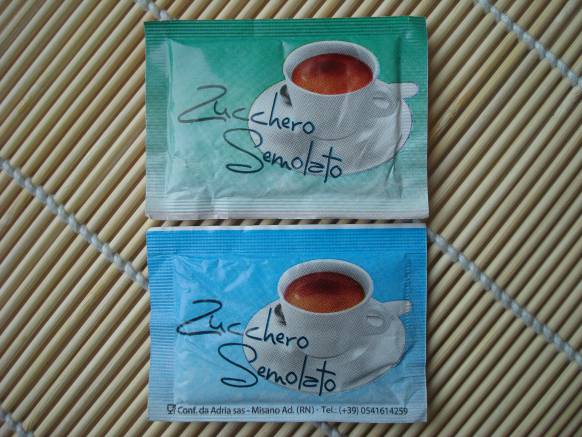 Zucchero
Semolato
Zucchero
Semolato
Conf. da Adria sas - Misano Ad. (RN) - Tel.: (+39) 0541614259